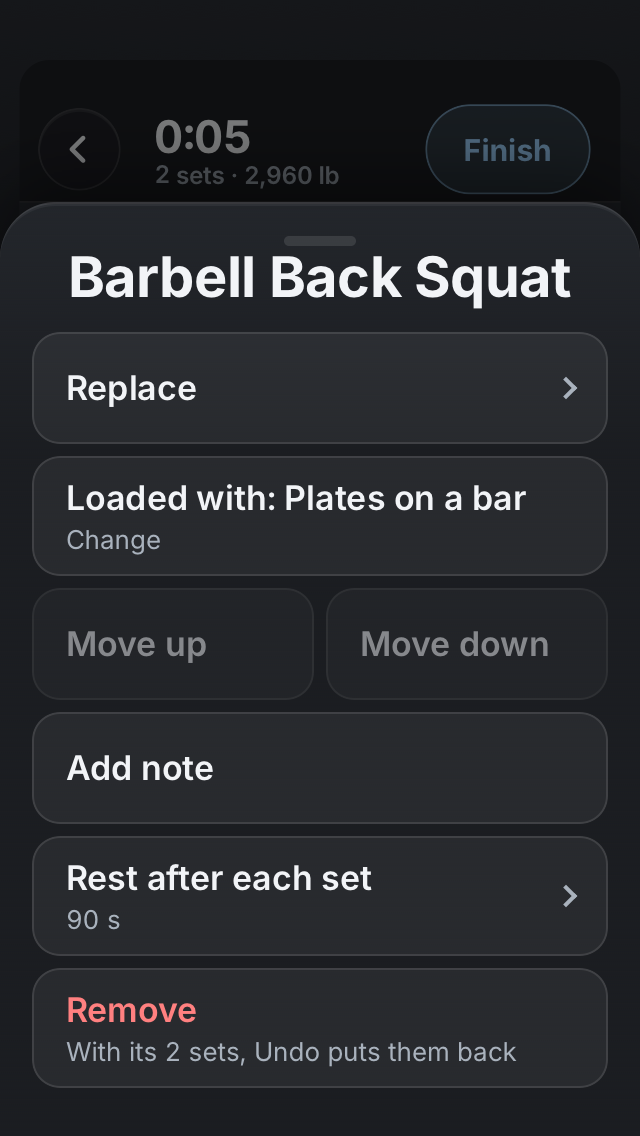 0:05
2 sets · 2,960 lb
Finish
Barbell Back Squat
Replace
Loaded with: Plates on a bar
Change
Move up
Move down
Add note
Rest after each set
90 s
Remove
With its 2 sets, Undo puts them back